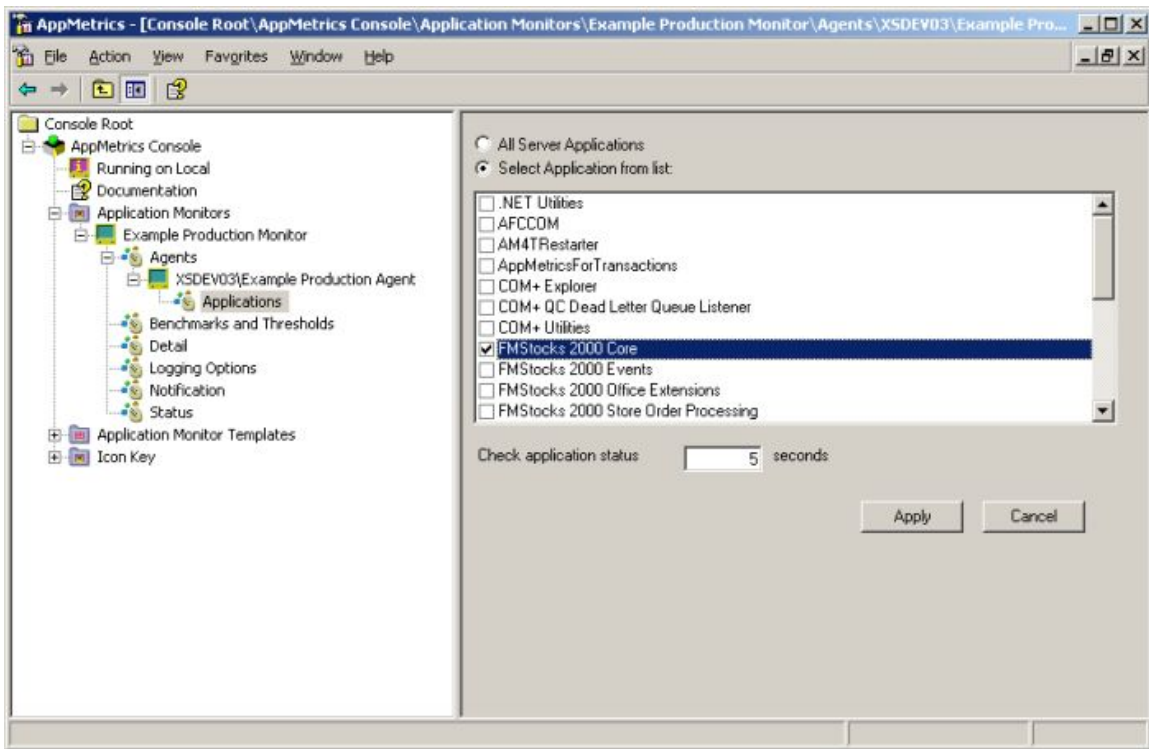 AppMetrics - [Console Root\AppMetrics Console\Application Monitors\Example Production Monitor\Agents\XSDEV03\Example Pro...
File Action View Favorites Window Help
Console Root
AppMetrics Console
Running on Local
Documentation
Application Monitors
Example Production Monitor
Agents
XSDEV03\Example Production Agent
Applications
Benchmarks and Thresholds
Detail
Logging Options
Notification
Status
Application Monitor Templates
Icon Key
All Server Applications
Select Application from list:
.NET Utilities
AFCCOM
AM4TRestarter
AppMetricsForTransactions
COM+ Explorer
COM+ QC Dead Letter Queue Listener
COM+ Utilities
FMStocks 2000 Core
FMStocks 2000 Events
FMStocks 2000 Office Extensions
FMStocks 2000 Store Order Processing
Check application status 5 seconds
Apply Cancel